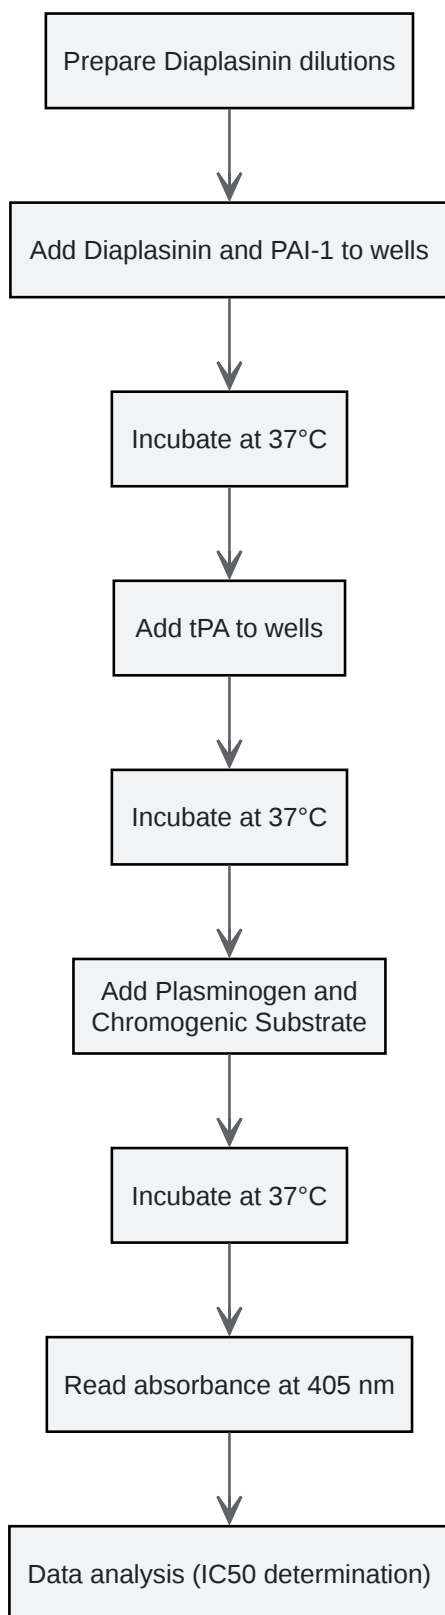 Prepare Diaplasinin dilutions
Add Diaplasinin and PAI-1 to wells
Incubate at 37°C
Add tPA to wells
Incubate at 37°C
Add Plasminogen and
Chromogenic Substrate
Incubate at 37°C
Read absorbance at 405 nm
Data analysis (IC50 determination)